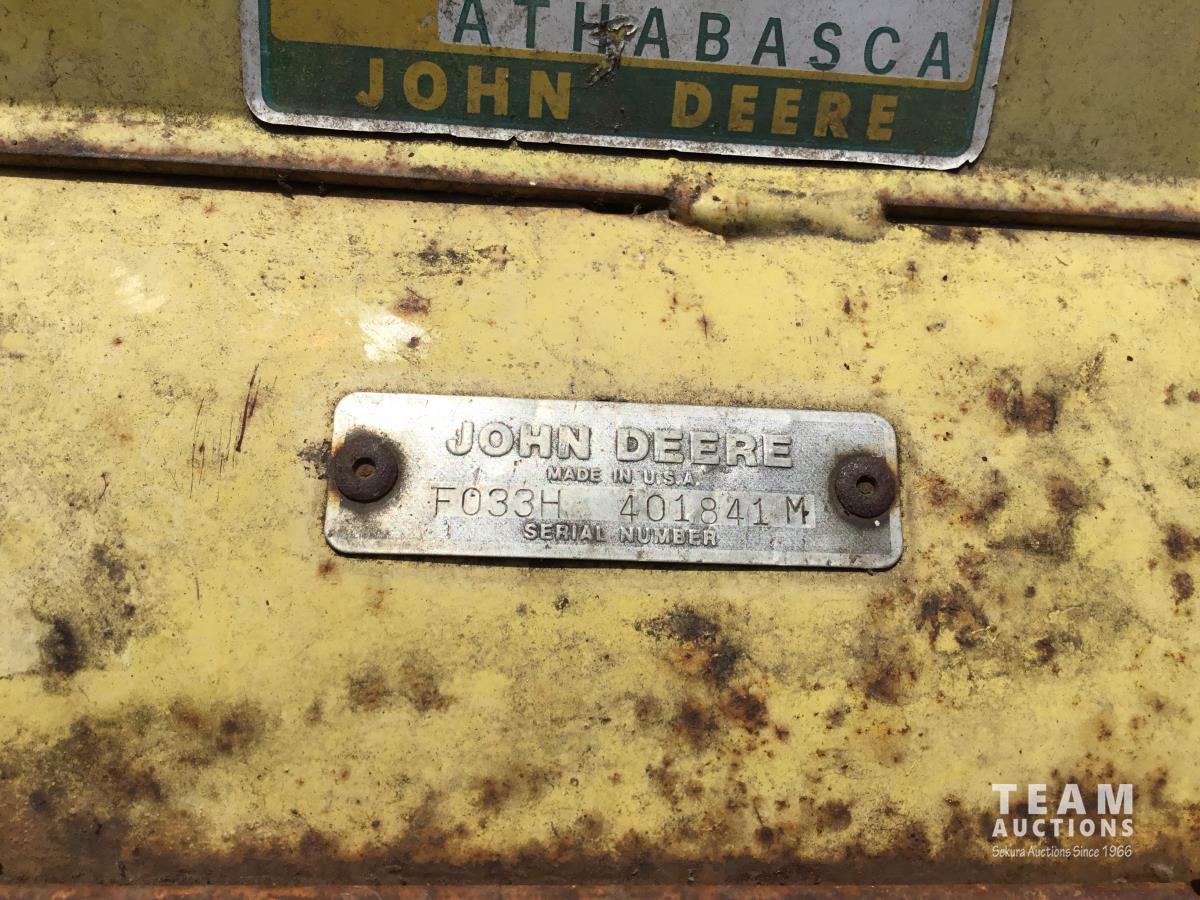 ATHABASCA
JOHN DEERE
JOHN DEERE
MADE IN U.S.A.
F033H 401841 M
SERIAL NUMBER
TEAM
AUCTIONS
Sekura Auctions Since 1966